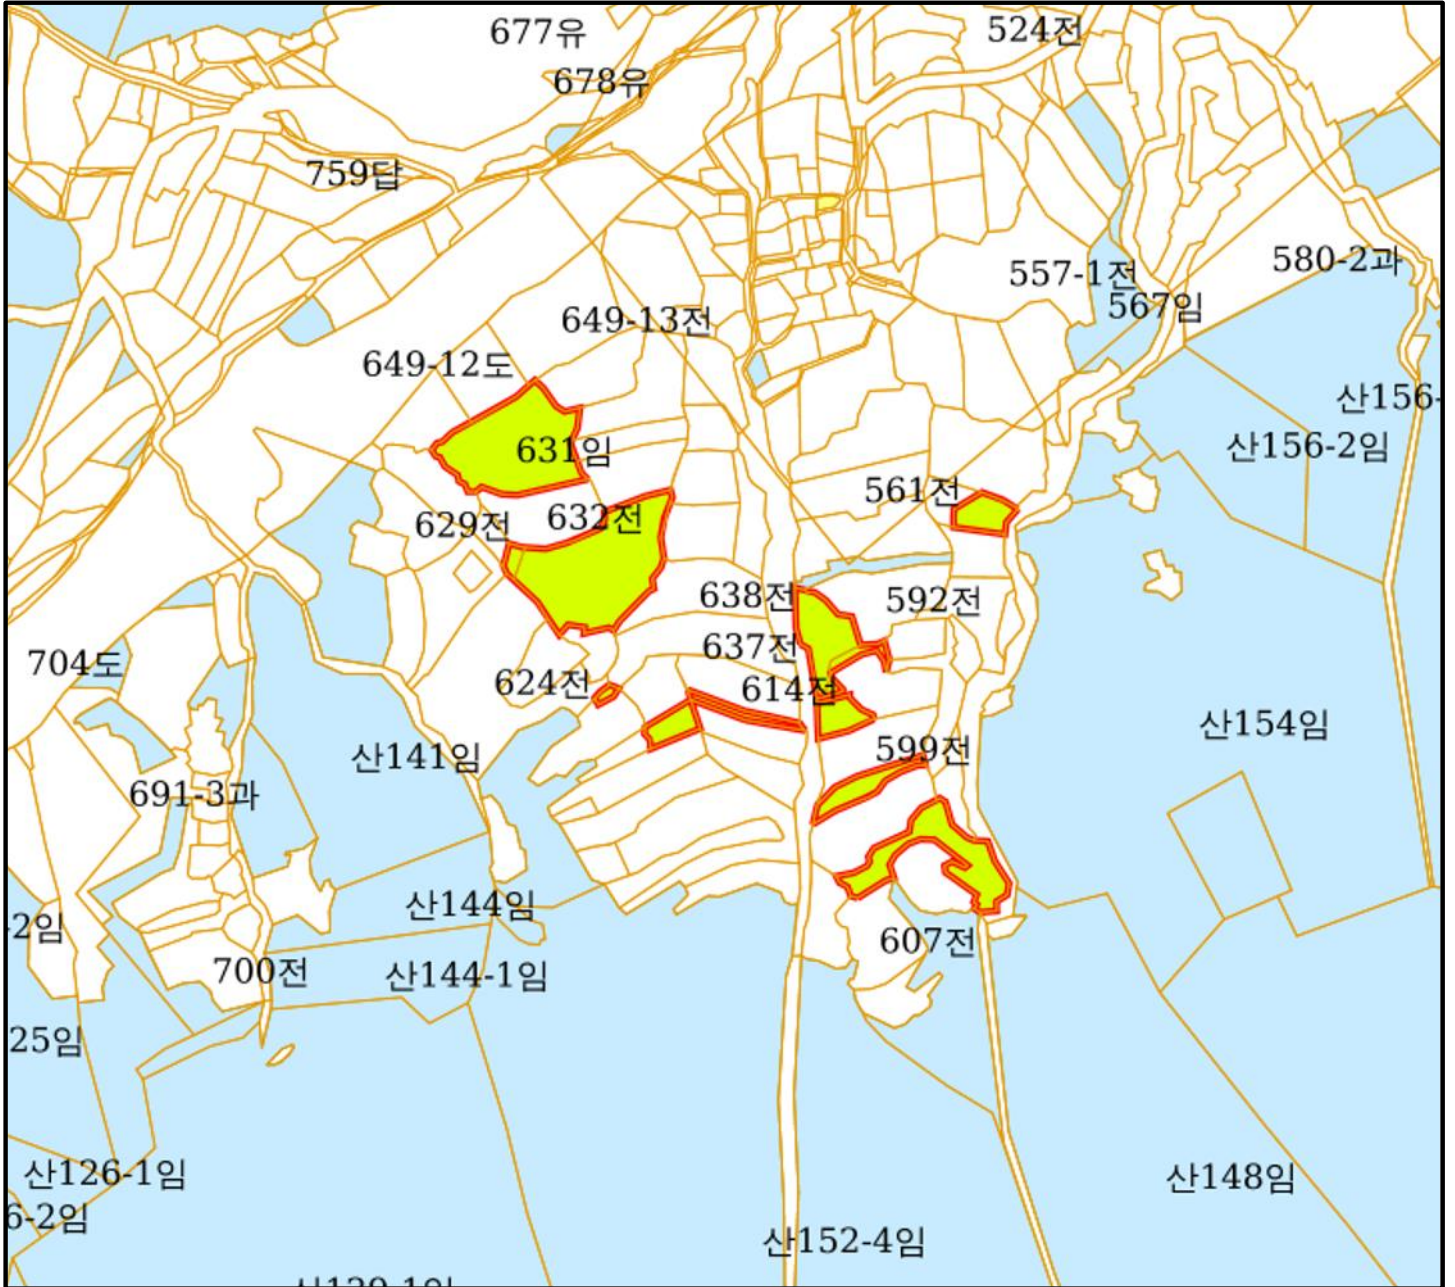 677유
524전
678유
759답
580-2과
557-1전
567임
649-13전
649-12도
산156-
산156-2임
631임
561전
632전
629전
638전
592전
637전
704도
624전
614전
산154임
599전
산141임
691-3과
산144임
-2임
607전
700전
산144-1임
25임
산126-1임
산148임
6-2임
산152-4임